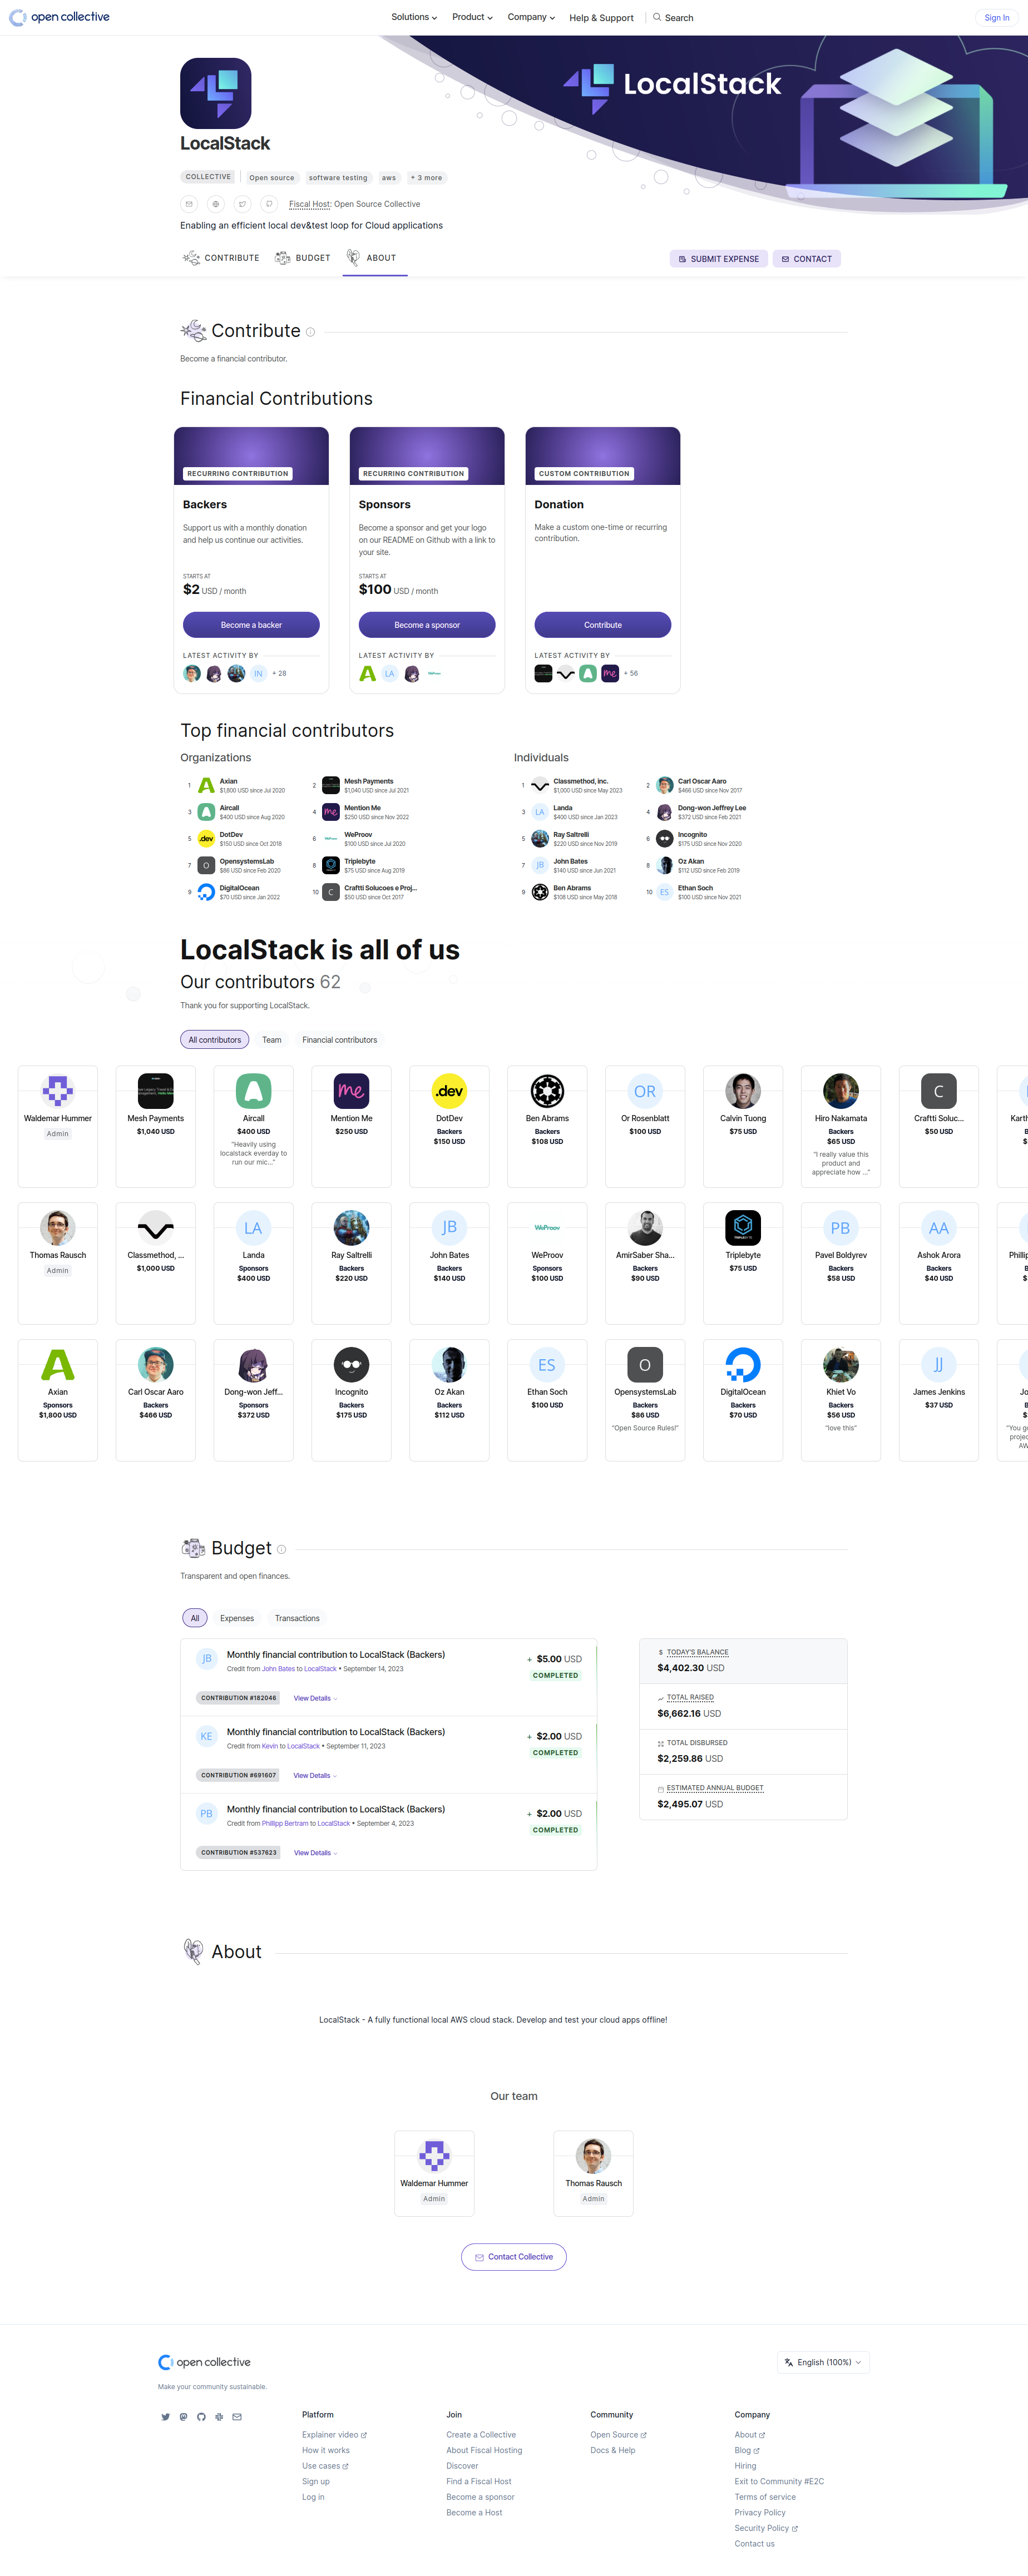 open collective
Solutions
Product
Company
Help & Support
Search
Sign In
LocalStack
LocalStack
COLLECTIVE
Open source
software testing
aws
+ 3 more
Fiscal Host: Open Source Collective
Enabling an efficient local dev&test loop for Cloud applications
CONTRIBUTE
BUDGET
ABOUT
SUBMIT EXPENSE
CONTACT
Contribute
Become a financial contributor.
Financial Contributions
RECURRING CONTRIBUTION
Backers
Support us with a monthly donation
and help us continue our activities.
STARTS AT
$2 USD / month
Become a backer
LATEST ACTIVITY BY
IN
+ 28
RECURRING CONTRIBUTION
Sponsors
Become a sponsor and get your logo
on our README on Github with a link to
your site.
STARTS AT
$100 USD / month
Become a sponsor
LATEST ACTIVITY BY
LA
WeProov
CUSTOM CONTRIBUTION
Donation
Make a custom one-time or recurring
contribution.
Contribute
LATEST ACTIVITY BY
me
+ 56
Top financial contributors
Organizations
1 Axian
$1,800 USD since Jul 2020
2 Mesh Payments
$1,040 USD since Jul 2021
3 Aircall
$400 USD since Aug 2020
4 me Mention Me
$250 USD since Nov 2022
5 .dev DotDev
$150 USD since Oct 2018
6 WeProov WeProov
$100 USD since Jul 2020
7 O OpensystemsLab
$86 USD since Feb 2020
8 Triplebyte
$75 USD since Aug 2019
9 DigitalOcean
$70 USD since Jan 2022
10 C Craftti Solucoes e Proj...
$50 USD since Oct 2017
Individuals
1 Classmethod, inc.
$1,000 USD since May 2023
2 Carl Oscar Aaro
$466 USD since Nov 2017
3 LA Landa
$400 USD since Jan 2023
4 Dong-won Jeffrey Lee
$372 USD since Feb 2021
5 Ray Saltrelli
$220 USD since Nov 2019
6 Incognito
$175 USD since Nov 2020
7 JB John Bates
$140 USD since Jun 2021
8 Oz Akan
$112 USD since Feb 2019
9 Ben Abrams
$108 USD since May 2018
10 ES Ethan Soch
$100 USD since Nov 2021
LocalStack is all of us
Our contributors 62
Thank you for supporting LocalStack.
All contributors
Team
Financial contributors
Waldemar Hummer
Admin
Mesh Payments
$1,040 USD
Aircall
$400 USD
"Heavily using
localstack everday to
run our mic..."
me
Mention Me
$250 USD
.dev
DotDev
Backers
$150 USD
Ben Abrams
Backers
$108 USD
OR
Or Rosenblatt
$100 USD
Calvin Tuong
$75 USD
Hiro Nakamata
Backers
$65 USD
"I really value this
product and
appreciate how ..."
C
Craftti Soluc...
$50 USD
Karth
Thomas Rausch
Admin
Classmethod, ...
$1,000 USD
LA
Landa
Sponsors
$400 USD
Ray Saltrelli
Backers
$220 USD
JB
John Bates
Backers
$140 USD
WeProov
WeProov
Sponsors
$100 USD
AmirSaber Sha...
Backers
$90 USD
Triplebyte
$75 USD
PB
Pavel Boldyrev
Backers
$58 USD
AA
Ashok Arora
Backers
$40 USD
Phillip
Axian
Sponsors
$1,800 USD
Carl Oscar Aaro
Backers
$466 USD
Dong-won Jeff...
Sponsors
$372 USD
Incognito
Backers
$175 USD
Oz Akan
Backers
$112 USD
ES
Ethan Soch
$100 USD
O
OpensystemsLab
Backers
$86 USD
"Open Source Rules!"
DigitalOcean
Backers
$70 USD
Khiet Vo
Backers
$56 USD
"love this"
JJ
James Jenkins
$37 USD
Jo
"You gu
projec
AW
Budget
Transparent and open finances.
All
Expenses
Transactions
JB
Monthly financial contribution to LocalStack (Backers)
Credit from John Bates to LocalStack • September 14, 2023
+ $5.00 USD
COMPLETED
CONTRIBUTION #182046
View Details
KE
Monthly financial contribution to LocalStack (Backers)
Credit from Kevin to LocalStack • September 11, 2023
+ $2.00 USD
COMPLETED
CONTRIBUTION #691607
View Details
PB
Monthly financial contribution to LocalStack (Backers)
Credit from Phillipp Bertram to LocalStack • September 4, 2023
+ $2.00 USD
COMPLETED
CONTRIBUTION #537623
View Details
$ TODAY'S BALANCE
$4,402.30 USD
TOTAL RAISED
$6,662.16 USD
TOTAL DISBURSED
$2,259.86 USD
ESTIMATED ANNUAL BUDGET
$2,495.07 USD
About
LocalStack - A fully functional local AWS cloud stack. Develop and test your cloud apps offline!
Our team
Waldemar Hummer
Admin
Thomas Rausch
Admin
Contact Collective
open collective
Make your community sustainable.
English (100%)
Platform
Explainer video
How it works
Use cases
Sign up
Log in
Join
Create a Collective
About Fiscal Hosting
Discover
Find a Fiscal Host
Become a sponsor
Become a Host
Community
Open Source
Docs & Help
Company
About
Blog
Hiring
Exit to Community #E2C
Terms of service
Privacy Policy
Security Policy
Contact us